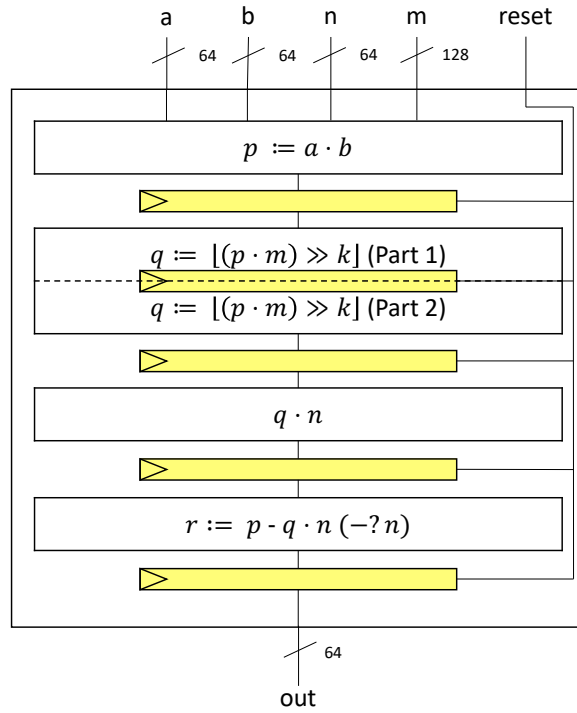 a b n m reset
64 64 64 128
p := a · b
q := ⌊(p · m) ≫ k⌋ (Part 1)
q := ⌊(p · m) ≫ k⌋ (Part 2)
q · n
r := p - q · n (−? n)
64
out